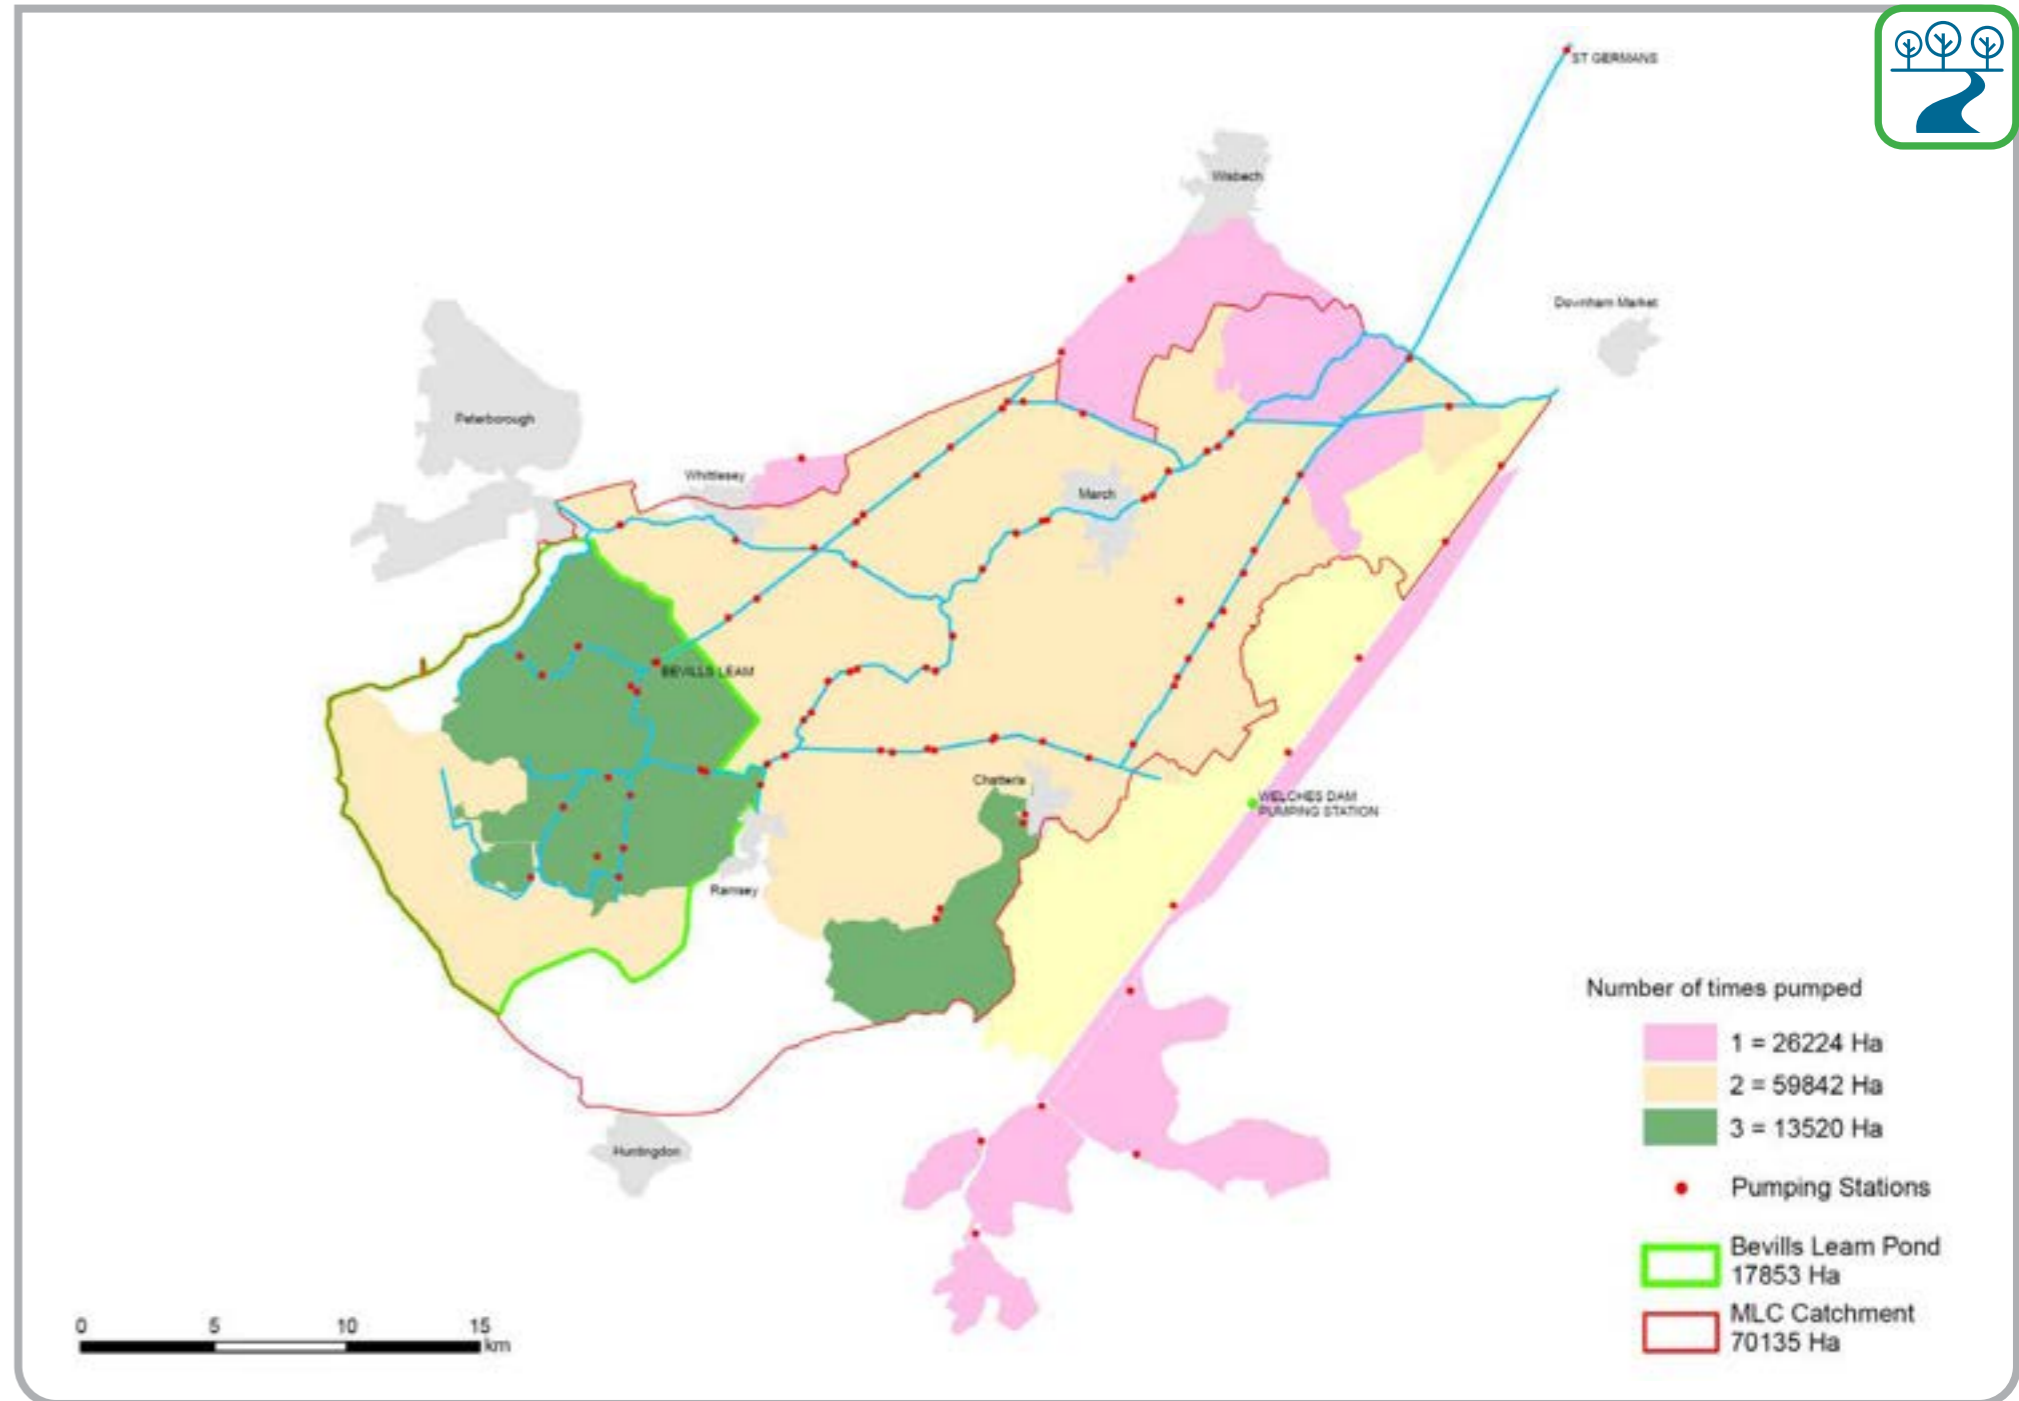 ST GERMANS
Wisbech
Downham Market
Peterborough
Whittlesey
March
BEVILLS LEAM
Chatteris
WELCHES DAM
PUMPING STATION
Ramsey
Huntingdon
Number of times pumped
1 = 26224 Ha
2 = 59842 Ha
3 = 13520 Ha
Pumping Stations
Bevills Leam Pond
17853 Ha
MLC Catchment
70135 Ha
0 5 10 15
km